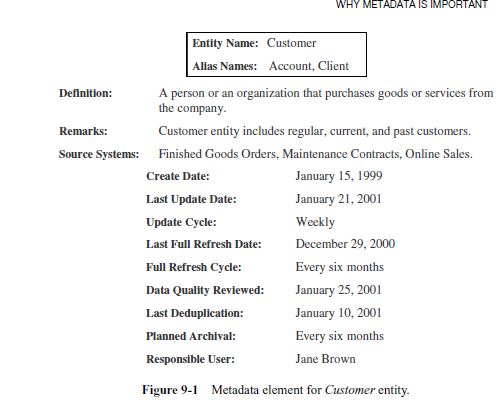 WHY METADATA IS IMPORTANT
Entity Name: Customer
Alias Names: Account, Client
Definition: A person or an organization that purchases goods or services from
the company.
Remarks: Customer entity includes regular, current, and past customers.
Source Systems: Finished Goods Orders, Maintenance Contracts, Online Sales.
Create Date: January 15, 1999
Last Update Date: January 21, 2001
Update Cycle: Weekly
Last Full Refresh Date: December 29, 2000
Full Refresh Cycle: Every six months
Data Quality Reviewed: January 25, 2001
Last Deduplication: January 10, 2001
Planned Archival: Every six months
Responsible User: Jane Brown
Figure 9-1 Metadata element for Customer entity.